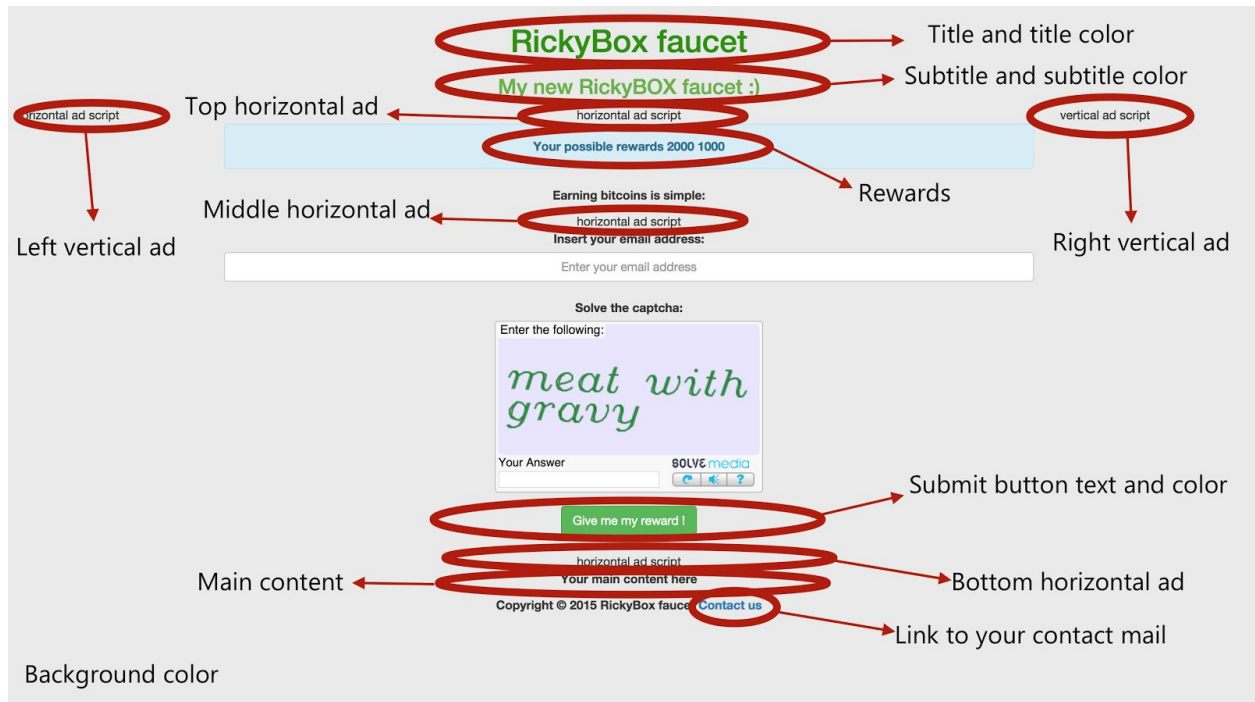 RickyBox faucet
Title and title color
My new RickyBOX faucet :)
Subtitle and subtitle color
Top horizontal ad
orizontal ad script
horizontal ad script
vertical ad script
Your possible rewards 2000 1000
Rewards
Earning bitcoins is simple:
Middle horizontal ad
horizontal ad script
Insert your email address:
Left vertical ad
Right vertical ad
Enter your email address
Solve the captcha:
Enter the following:
meat with
gravy
Your Answer
SOLVE media
?
Submit button text and color
Give me my reward !
horizontal ad script
Your main content here
Main content
Bottom horizontal ad
Copyright © 2015 RickyBox faucet Contact us
Link to your contact mail
Background color